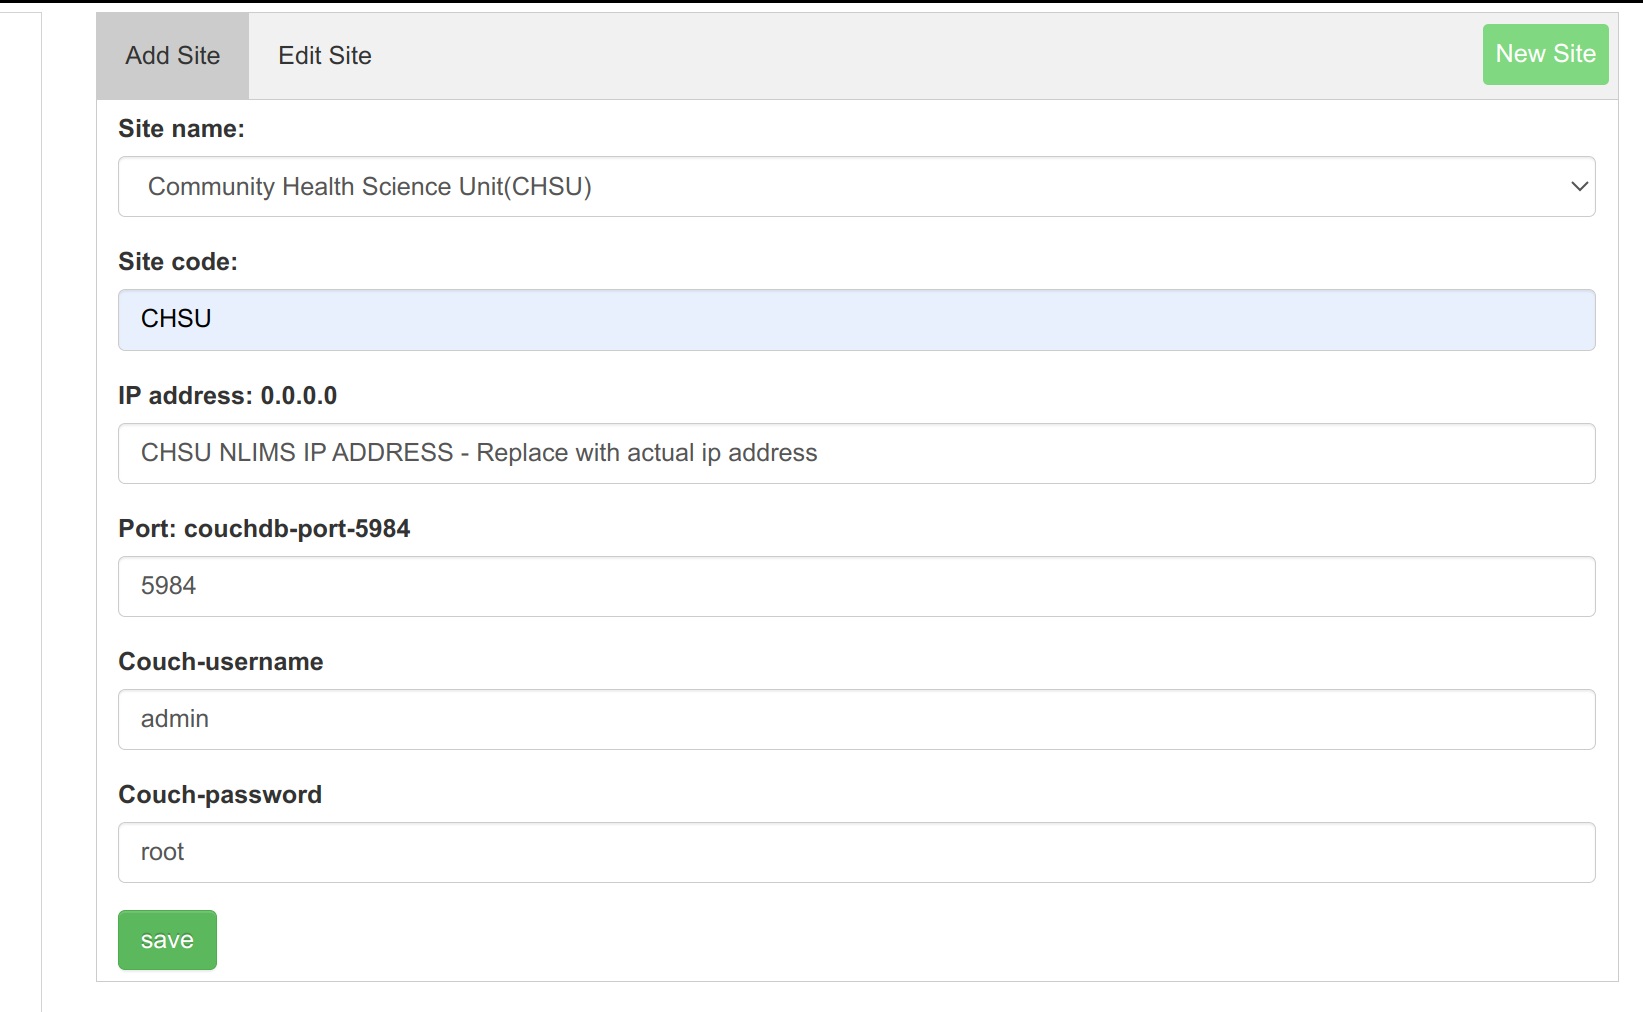 Add Site Edit Site New Site
Site name:
Community Health Science Unit(CHSU)
Site code:
CHSU
IP address: 0.0.0.0
CHSU NLIMS IP ADDRESS - Replace with actual ip address
Port: couchdb-port-5984
5984
Couch-username
admin
Couch-password
root
save